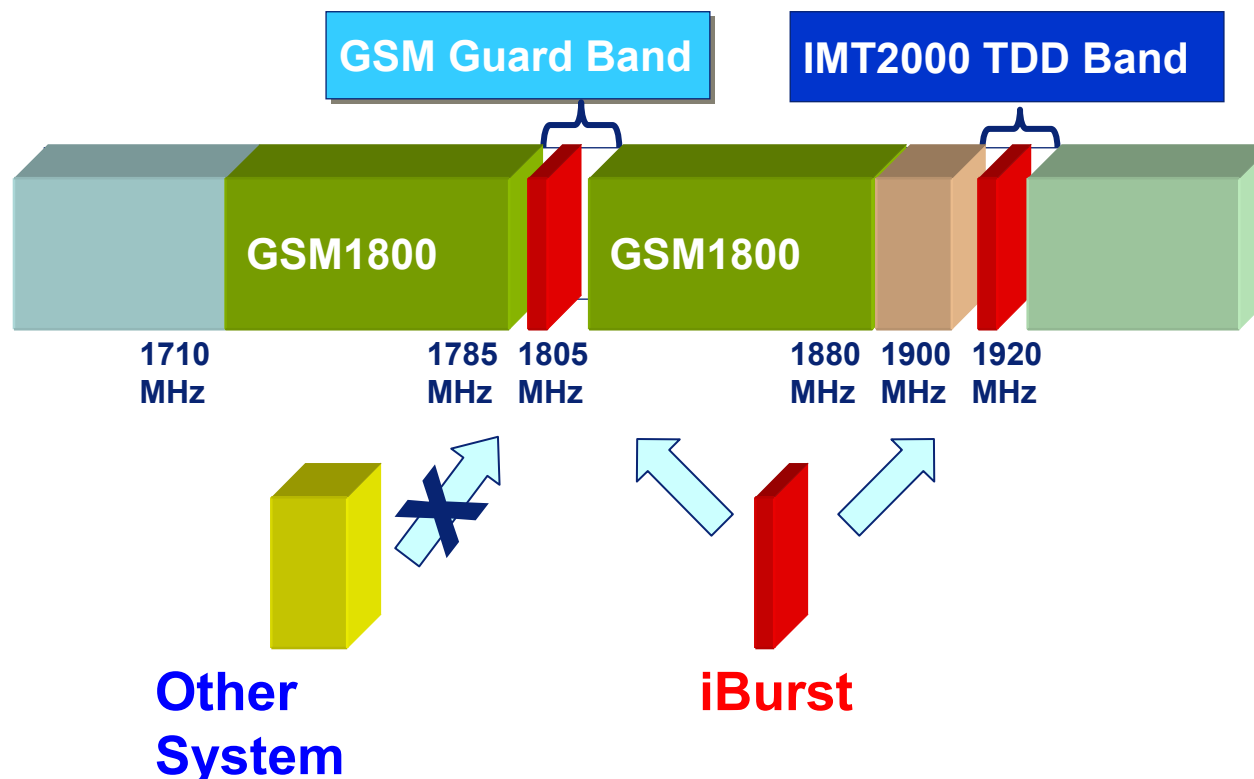 GSM Guard Band
IMT2000 TDD Band
GSM1800
GSM1800
1710
MHz
1785
MHz
1805
MHz
1880
MHz
1900
MHz
1920
MHz
Other
System
iBurst